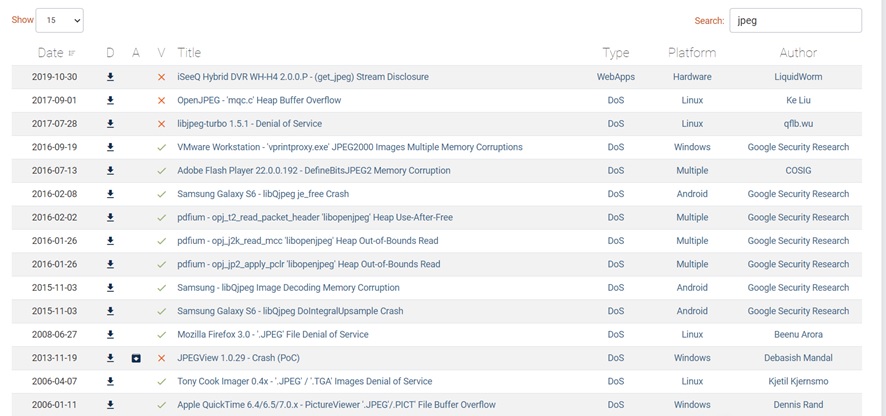 Show 15 Search: jpeg
Date D A V Title Type Platform Author
2019-10-30 iSeeQ Hybrid DVR WH-H4 2.0.0.P - (get_jpeg) Stream Disclosure WebApps Hardware LiquidWorm
2017-09-01 OpenJPEG - 'mqc.c' Heap Buffer Overflow DoS Linux Ke Liu
2017-07-28 libjpeg-turbo 1.5.1 - Denial of Service DoS Linux qflb.wu
2016-09-19 VMware Workstation - 'vprintproxy.exe' JPEG2000 Images Multiple Memory Corruptions DoS Windows Google Security Research
2016-07-13 Adobe Flash Player 22.0.0.192 - DefineBitsJPEG2 Memory Corruption DoS Multiple COSIG
2016-02-08 Samsung Galaxy S6 - libQjpeg je_free Crash DoS Android Google Security Research
2016-02-02 pdfium - opj_t2_read_packet_header 'libopenjpeg' Heap Use-After-Free DoS Multiple Google Security Research
2016-01-26 pdfium - opj_j2k_read_mcc 'libopenjpeg' Heap Out-of-Bounds Read DoS Multiple Google Security Research
2016-01-26 pdfium - opj_jp2_apply_pclr 'libopenjpeg' Heap Out-of-Bounds Read DoS Multiple Google Security Research
2015-11-03 Samsung - libQjpeg Image Decoding Memory Corruption DoS Android Google Security Research
2015-11-03 Samsung Galaxy S6 - libQjpeg DoIntegralUpsample Crash DoS Android Google Security Research
2008-06-27 Mozilla Firefox 3.0 - '.JPEG' File Denial of Service DoS Linux Beenu Arora
2013-11-19 JPEGView 1.0.29 - Crash (PoC) DoS Windows Debasish Mandal
2006-04-07 Tony Cook Imager 0.4x - '.JPEG' / '.TGA' Images Denial of Service DoS Linux Kjetil Kjernsmo
2006-01-11 Apple QuickTime 6.4/6.5/7.0.x - PictureViewer '.JPEG'/.PICT' File Buffer Overflow DoS Windows Dennis Rand